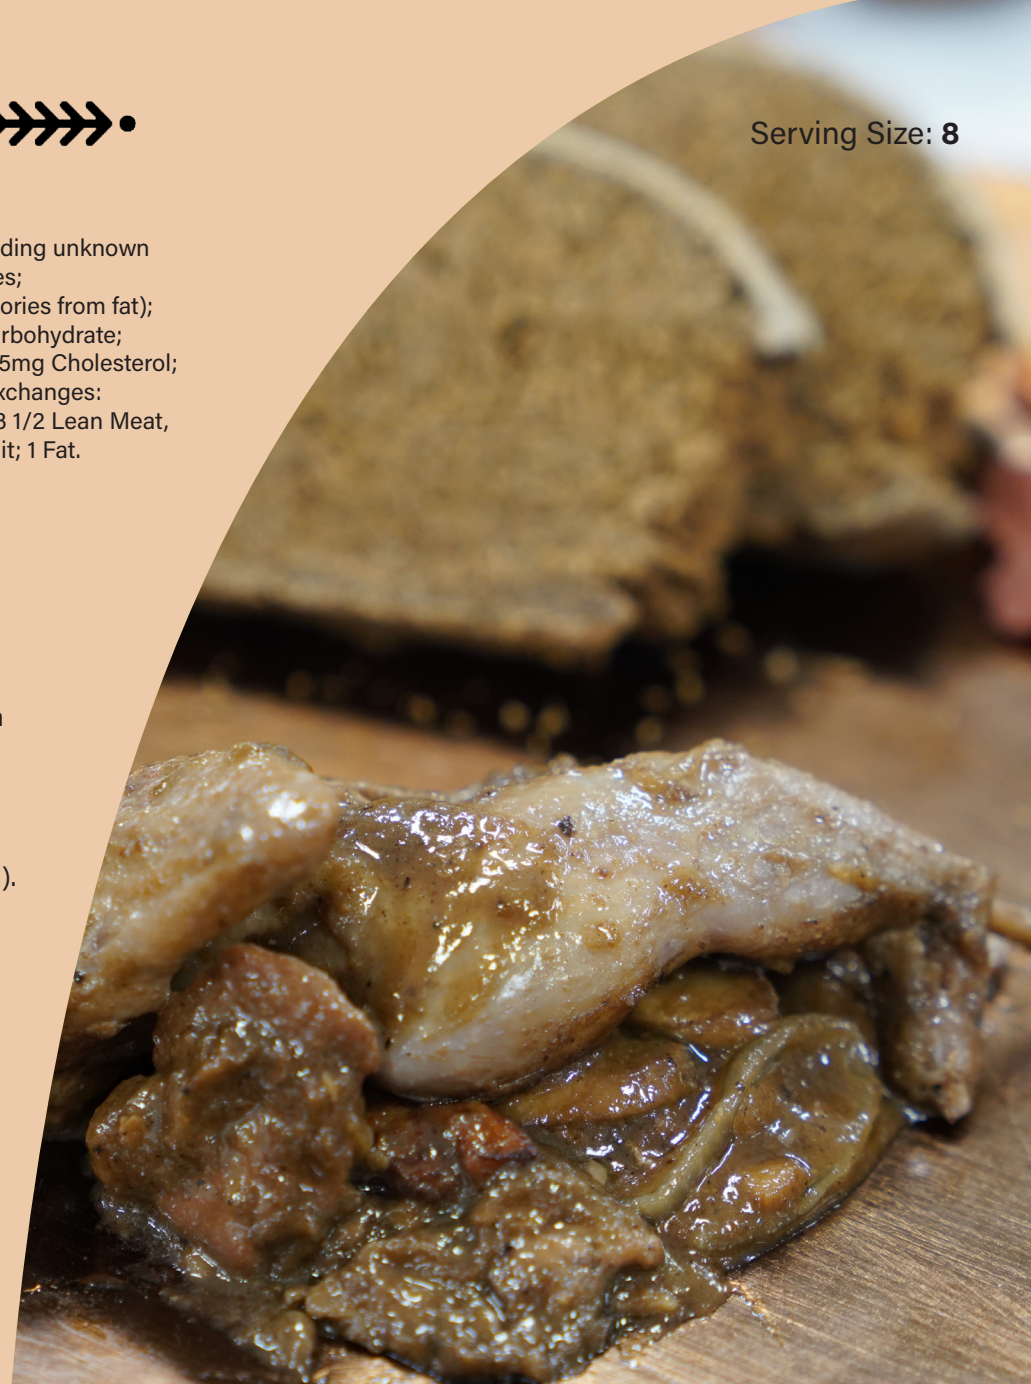 Serving Size: 8
ding unknown
es;
ories from fat);
rbohydrate;
5mg Cholesterol;
xchanges:
3 1/2 Lean Meat,
it; 1 Fat.
).